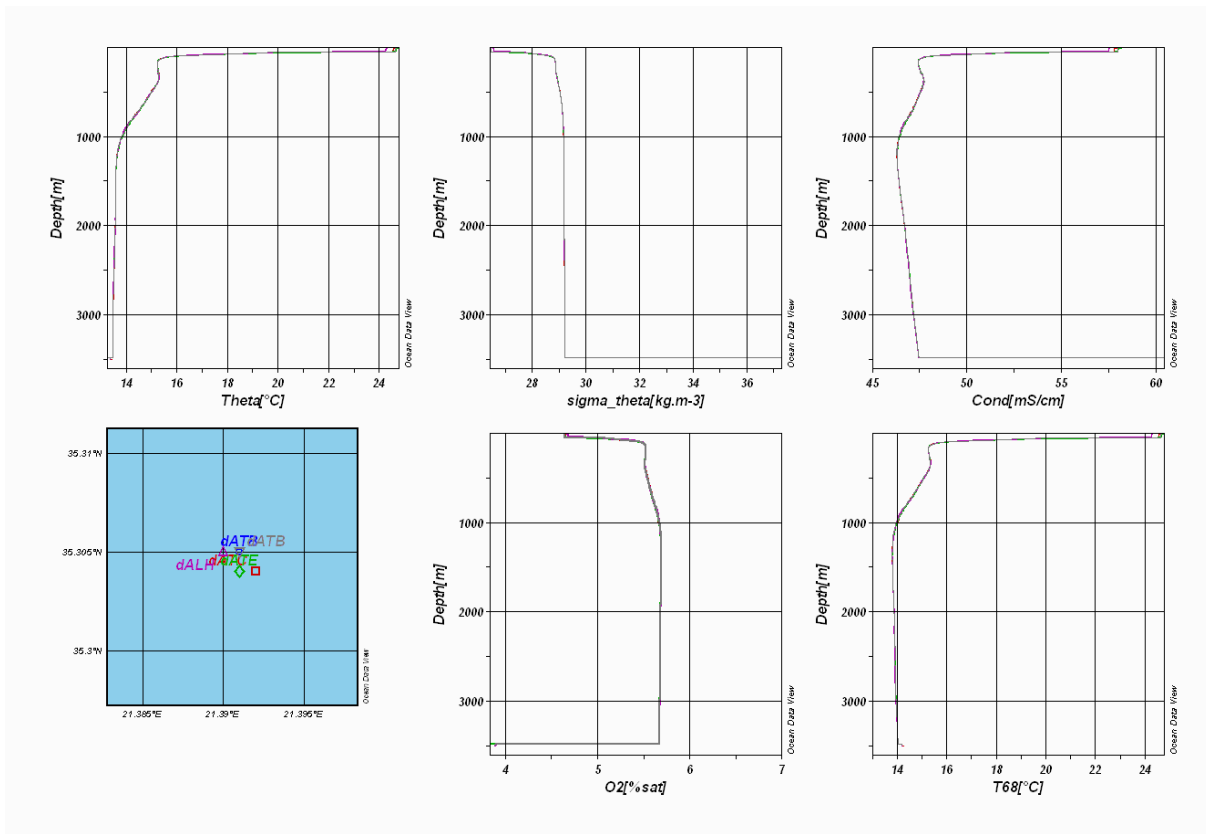 1000
2000
3000
Depth[m]
14 16 18 20 22 24
Theta[°C]
Ocean Data View
1000
2000
3000
Depth[m]
28 30 32 34 36
sigma_theta[kg.m-3]
Ocean Data View
1000
2000
3000
Depth[m]
45 50 55 60
Cond[mS/cm]
Ocean Data View
35.31°N
35.305°N
35.3°N
dATB
dATB
dALH
dATE
21.385°E 21.39°E 21.395°E
Ocean Data View
1000
2000
3000
Depth[m]
4 5 6 7
O2[%sat]
Ocean Data View
1000
2000
3000
Depth[m]
14 16 18 20 22 24
T68[°C]
Ocean Data View